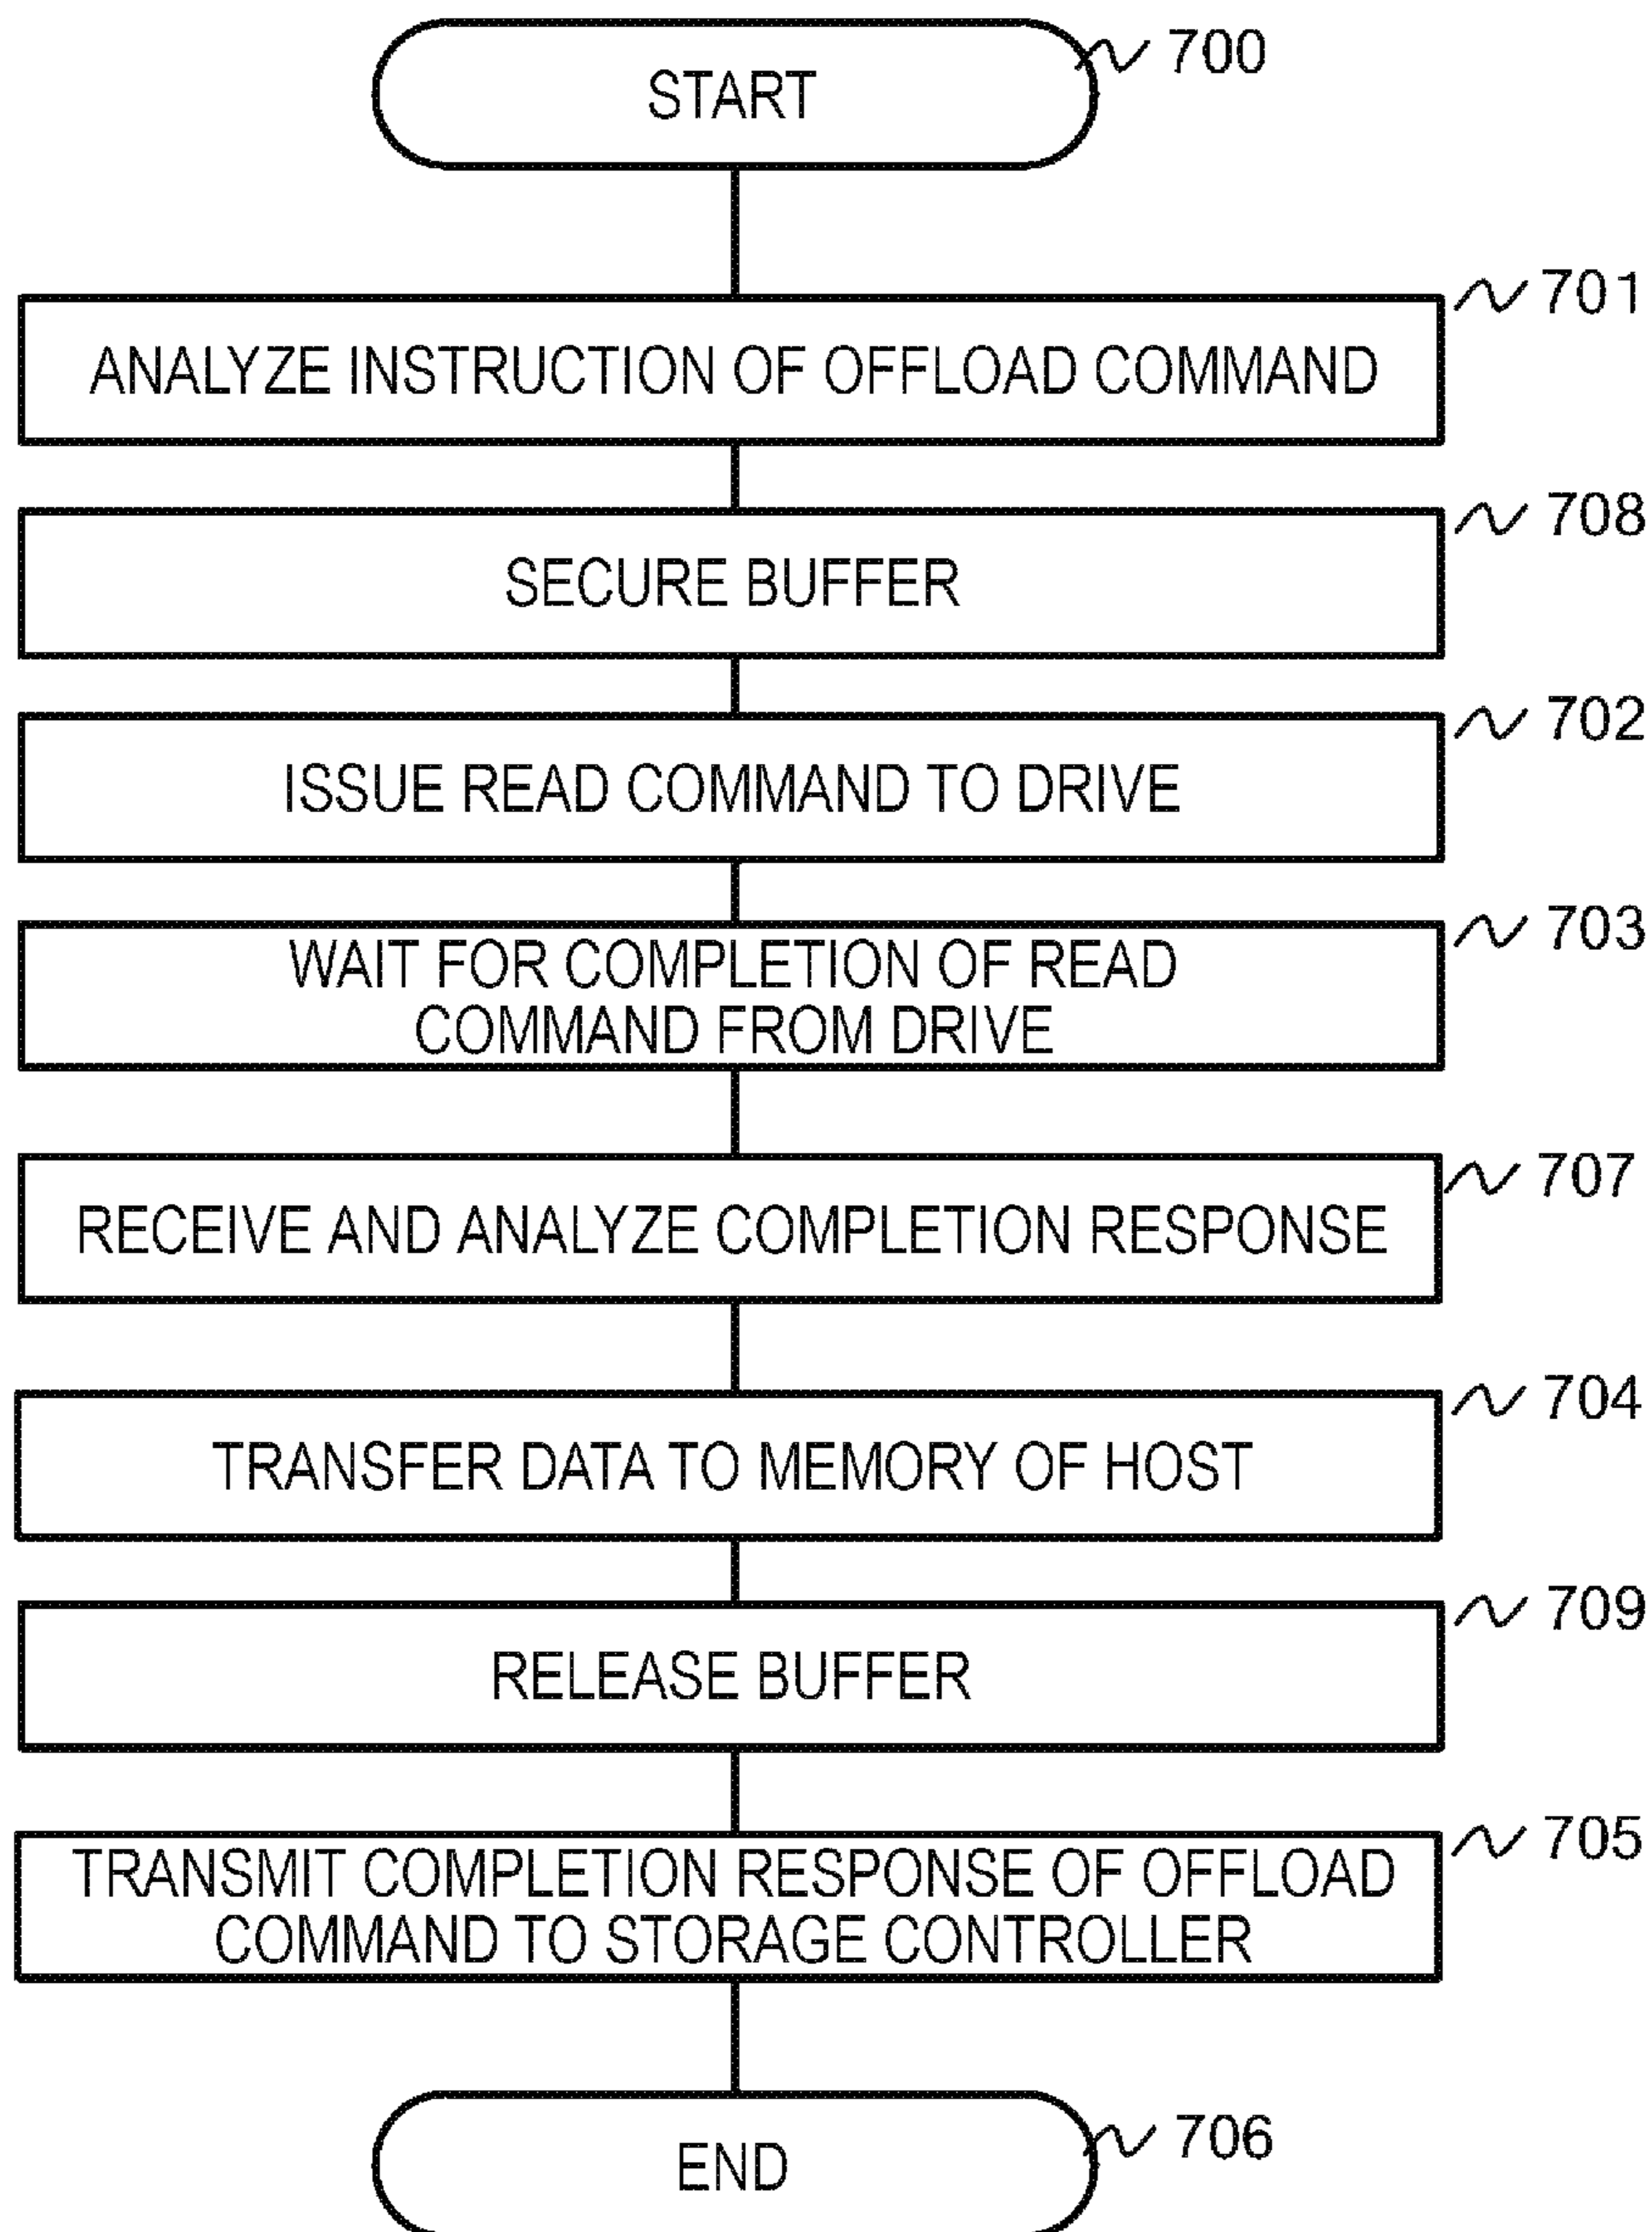 START
700
701
ANALYZE INSTRUCTION OF OFFLOAD COMMAND
708
SECURE BUFFER
702
ISSUE READ COMMAND TO DRIVE
703
WAIT FOR COMPLETION OF READ
COMMAND FROM DRIVE
707
RECEIVE AND ANALYZE COMPLETION RESPONSE
704
TRANSFER DATA TO MEMORY OF HOST
709
RELEASE BUFFER
705
TRANSMIT COMPLETION RESPONSE OF OFFLOAD
COMMAND TO STORAGE CONTROLLER
706
END